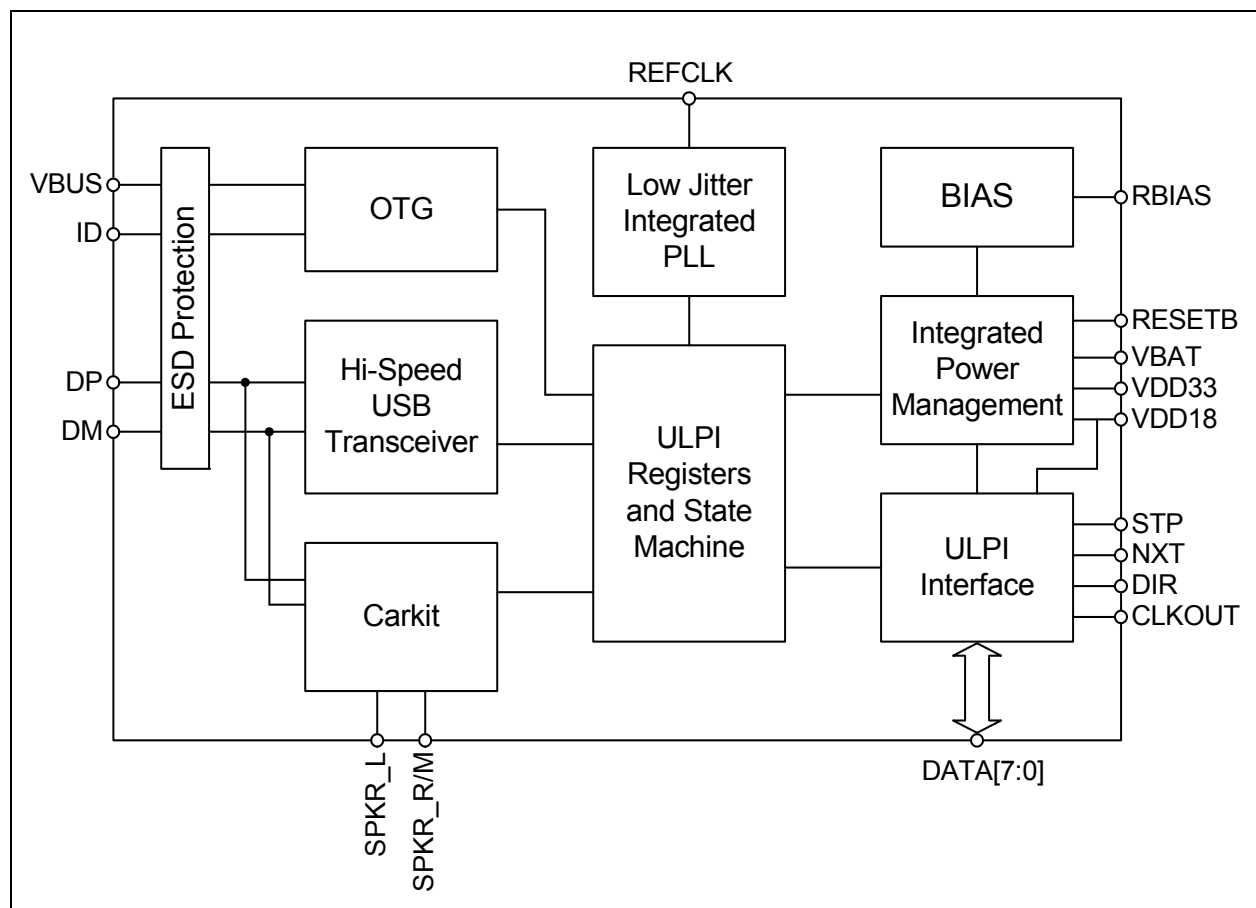 REFCLK
VBUS
ID
DP
DM
ESD Protection
OTG
Hi-Speed
USB
Transceiver
Carkit
SPKR_L
SPKR_R/M
Low Jitter
Integrated
PLL
ULPI
Registers
and State
Machine
BIAS
RBIAS
Integrated
Power
Management
RESETB
VBAT
VDD33
VDD18
ULPI
Interface
STP
NXT
DIR
CLKOUT
DATA[7:0]